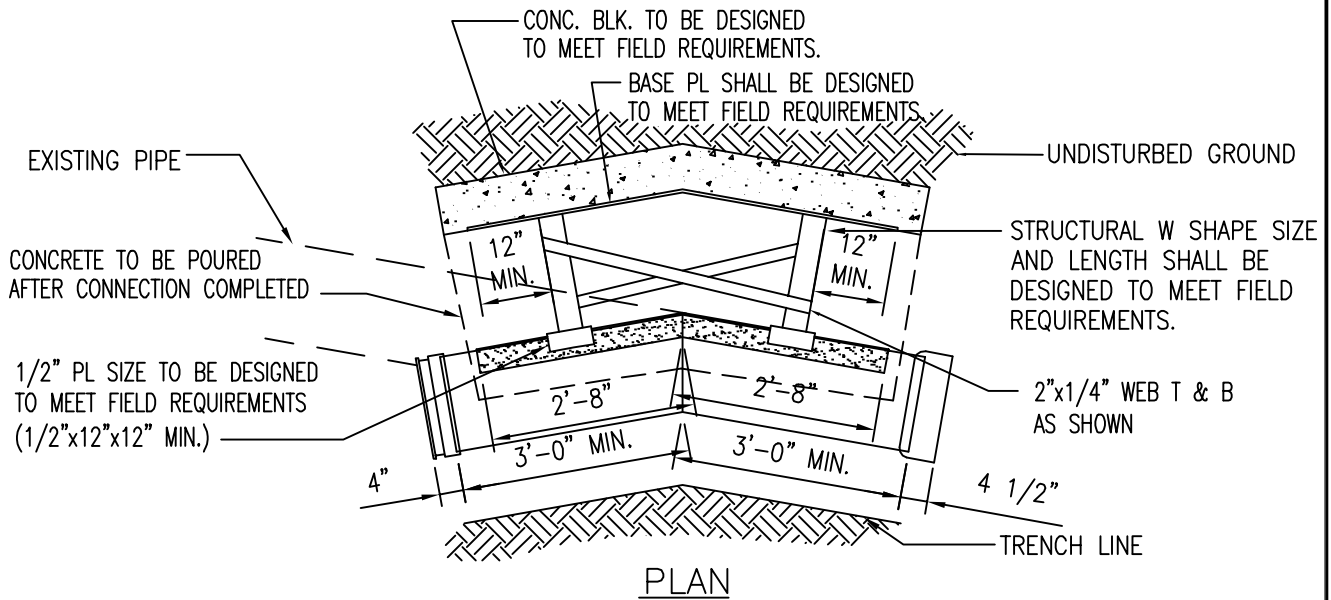 CONC. BLK. TO BE DESIGNED
TO MEET FIELD REQUIREMENTS.
BASE PL SHALL BE DESIGNED
TO MEET FIELD REQUIREMENTS.
EXISTING PIPE
UNDISTURBED GROUND
12"
MIN.
12"
MIN.
STRUCTURAL W SHAPE SIZE
AND LENGTH SHALL BE
DESIGNED TO MEET FIELD
REQUIREMENTS.
CONCRETE TO BE POURED
AFTER CONNECTION COMPLETED
1/2" PL SIZE TO BE DESIGNED
TO MEET FIELD REQUIREMENTS
(1/2"x12"x12" MIN.)
2'-8"
2'-8"
2"x1/4" WEB T & B
AS SHOWN
3'-0" MIN.
3'-0" MIN.
4"
4 1/2"
TRENCH LINE
PLAN